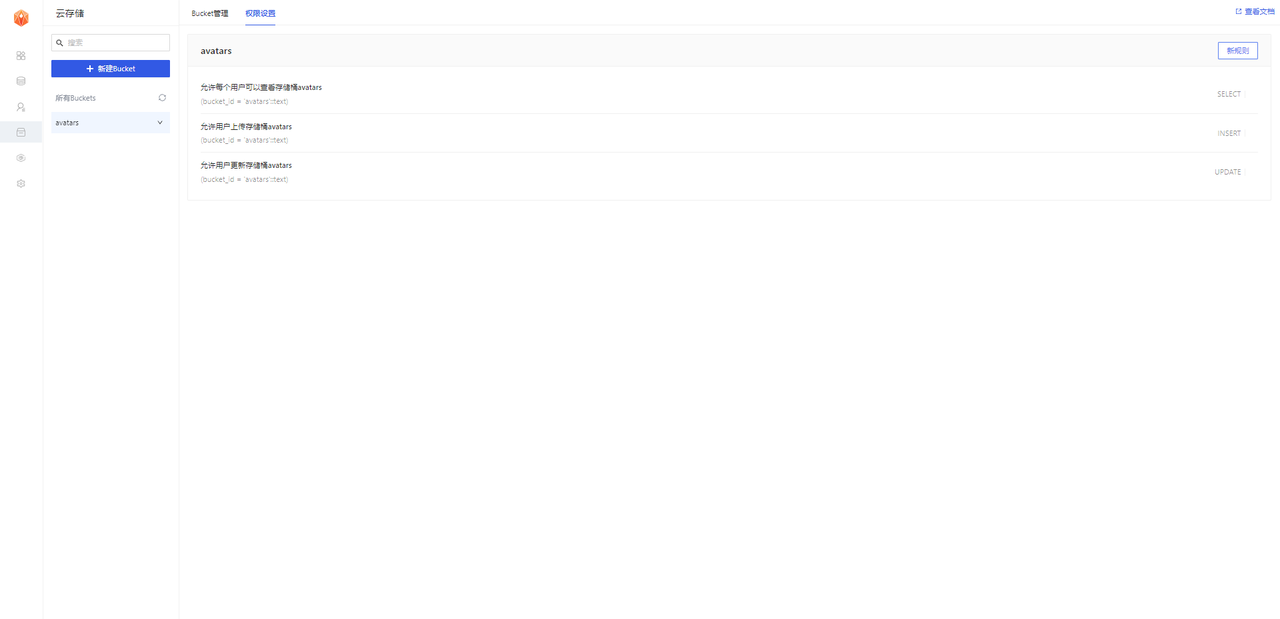 云存储
Bucket管理
权限设置
查看文档
搜索
新建Bucket
所有Buckets
avatars
avatars
新规则
允许每个用户可以查看存储桶avatars
(bucket_id = 'avatars'::text)
SELECT
允许用户上传存储桶avatars
(bucket_id = 'avatars'::text)
INSERT
允许用户更新存储桶avatars
(bucket_id = 'avatars'::text)
UPDATE